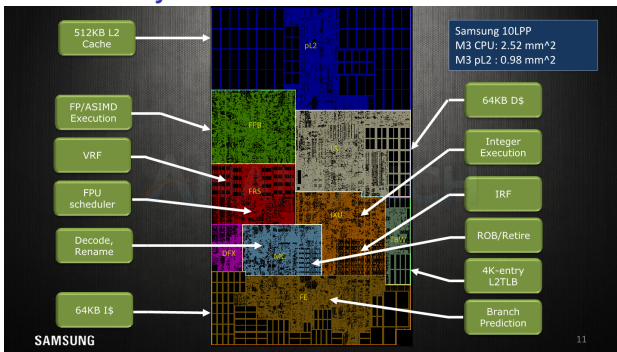 512KB L2
Cache
pL2
Samsung 10LPP
M3 CPU: 2.52 mm^2
M3 pL2 : 0.98 mm^2
FP/ASIMD
Execution
FPB
64KB D$
LS
VRF
Integer
Execution
FPU
scheduler
FRS
IXU
IRF
Decode,
Rename
DFX
MC
TBW
ROB/Retire
4K-entry
L2TLB
64KB I$
FE
Branch
Prediction
SAMSUNG
11